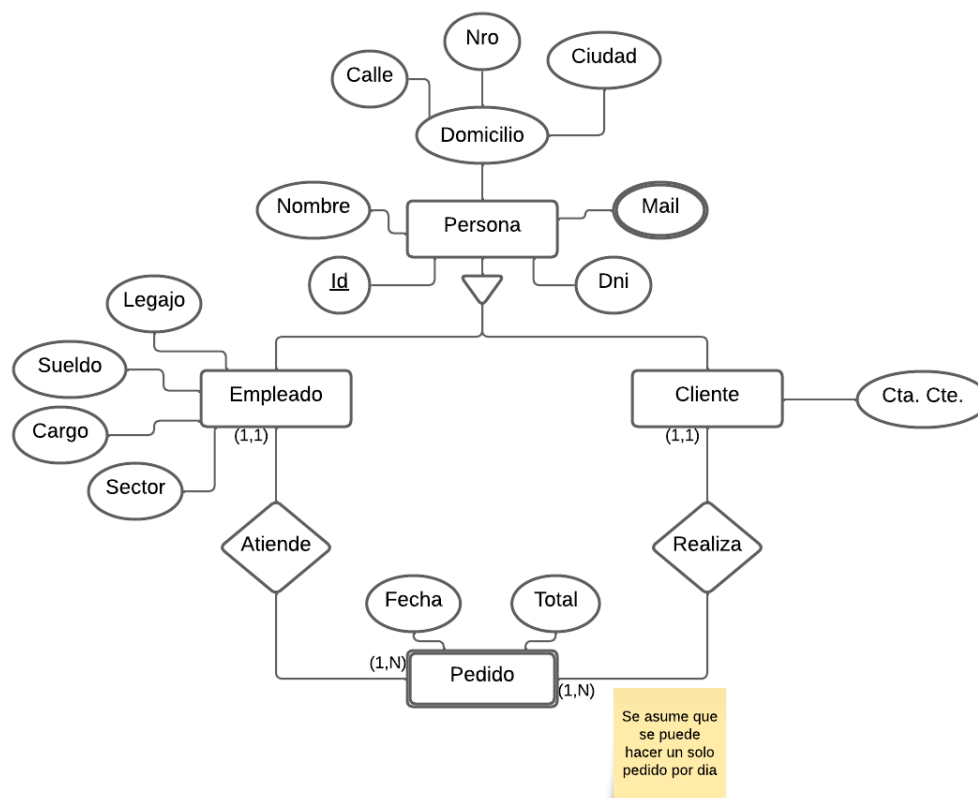 Nro
Ciudad
Calle
Domicilio
Nombre
Mail
Persona
Id
Dni
Legajo
Sueldo
Empleado
Cliente
Cta. Cte.
Cargo
(1,1)
(1,1)
Sector
Atiende
Realiza
Fecha
Total
(1,N)
Pedido
(1,N)
Se asume que
se puede
hacer un solo
pedido por dia